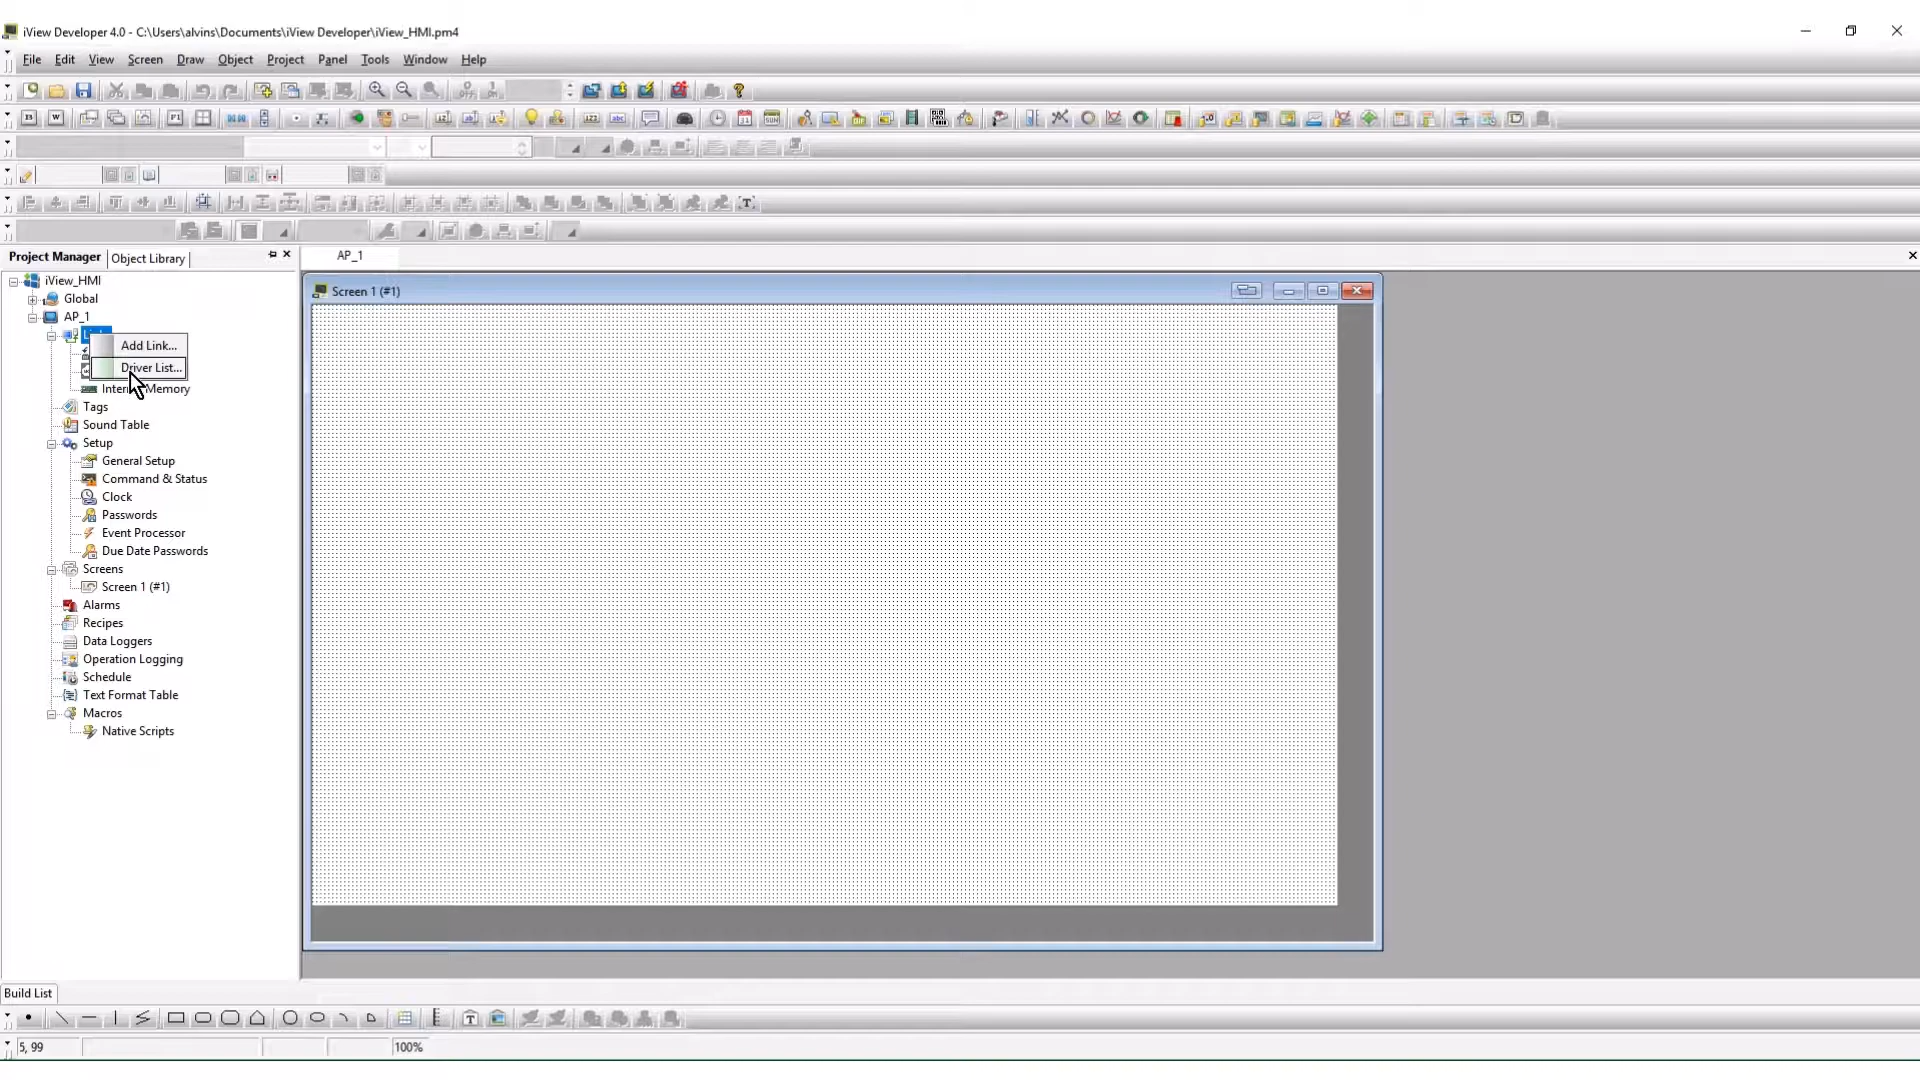 iView Developer 4.0 - C:\Users\alvins\Documents\iView Developer\iView_HMI.pm4
File Edit View Screen Draw Object Project Panel Tools Window Help
Project Manager Object Library
AP_1
iView_HMI
Global
AP_1
Add Link...
Driver List...
Memory
Tags
Sound Table
Setup
General Setup
Command & Status
Clock
Passwords
Event Processor
Due Date Passwords
Screens
Screen 1 (#1)
Alarms
Recipes
Data Loggers
Operation Logging
Schedule
Text Format Table
Macros
Native Scripts
Screen 1 (#1)
Build List
5, 99
100%